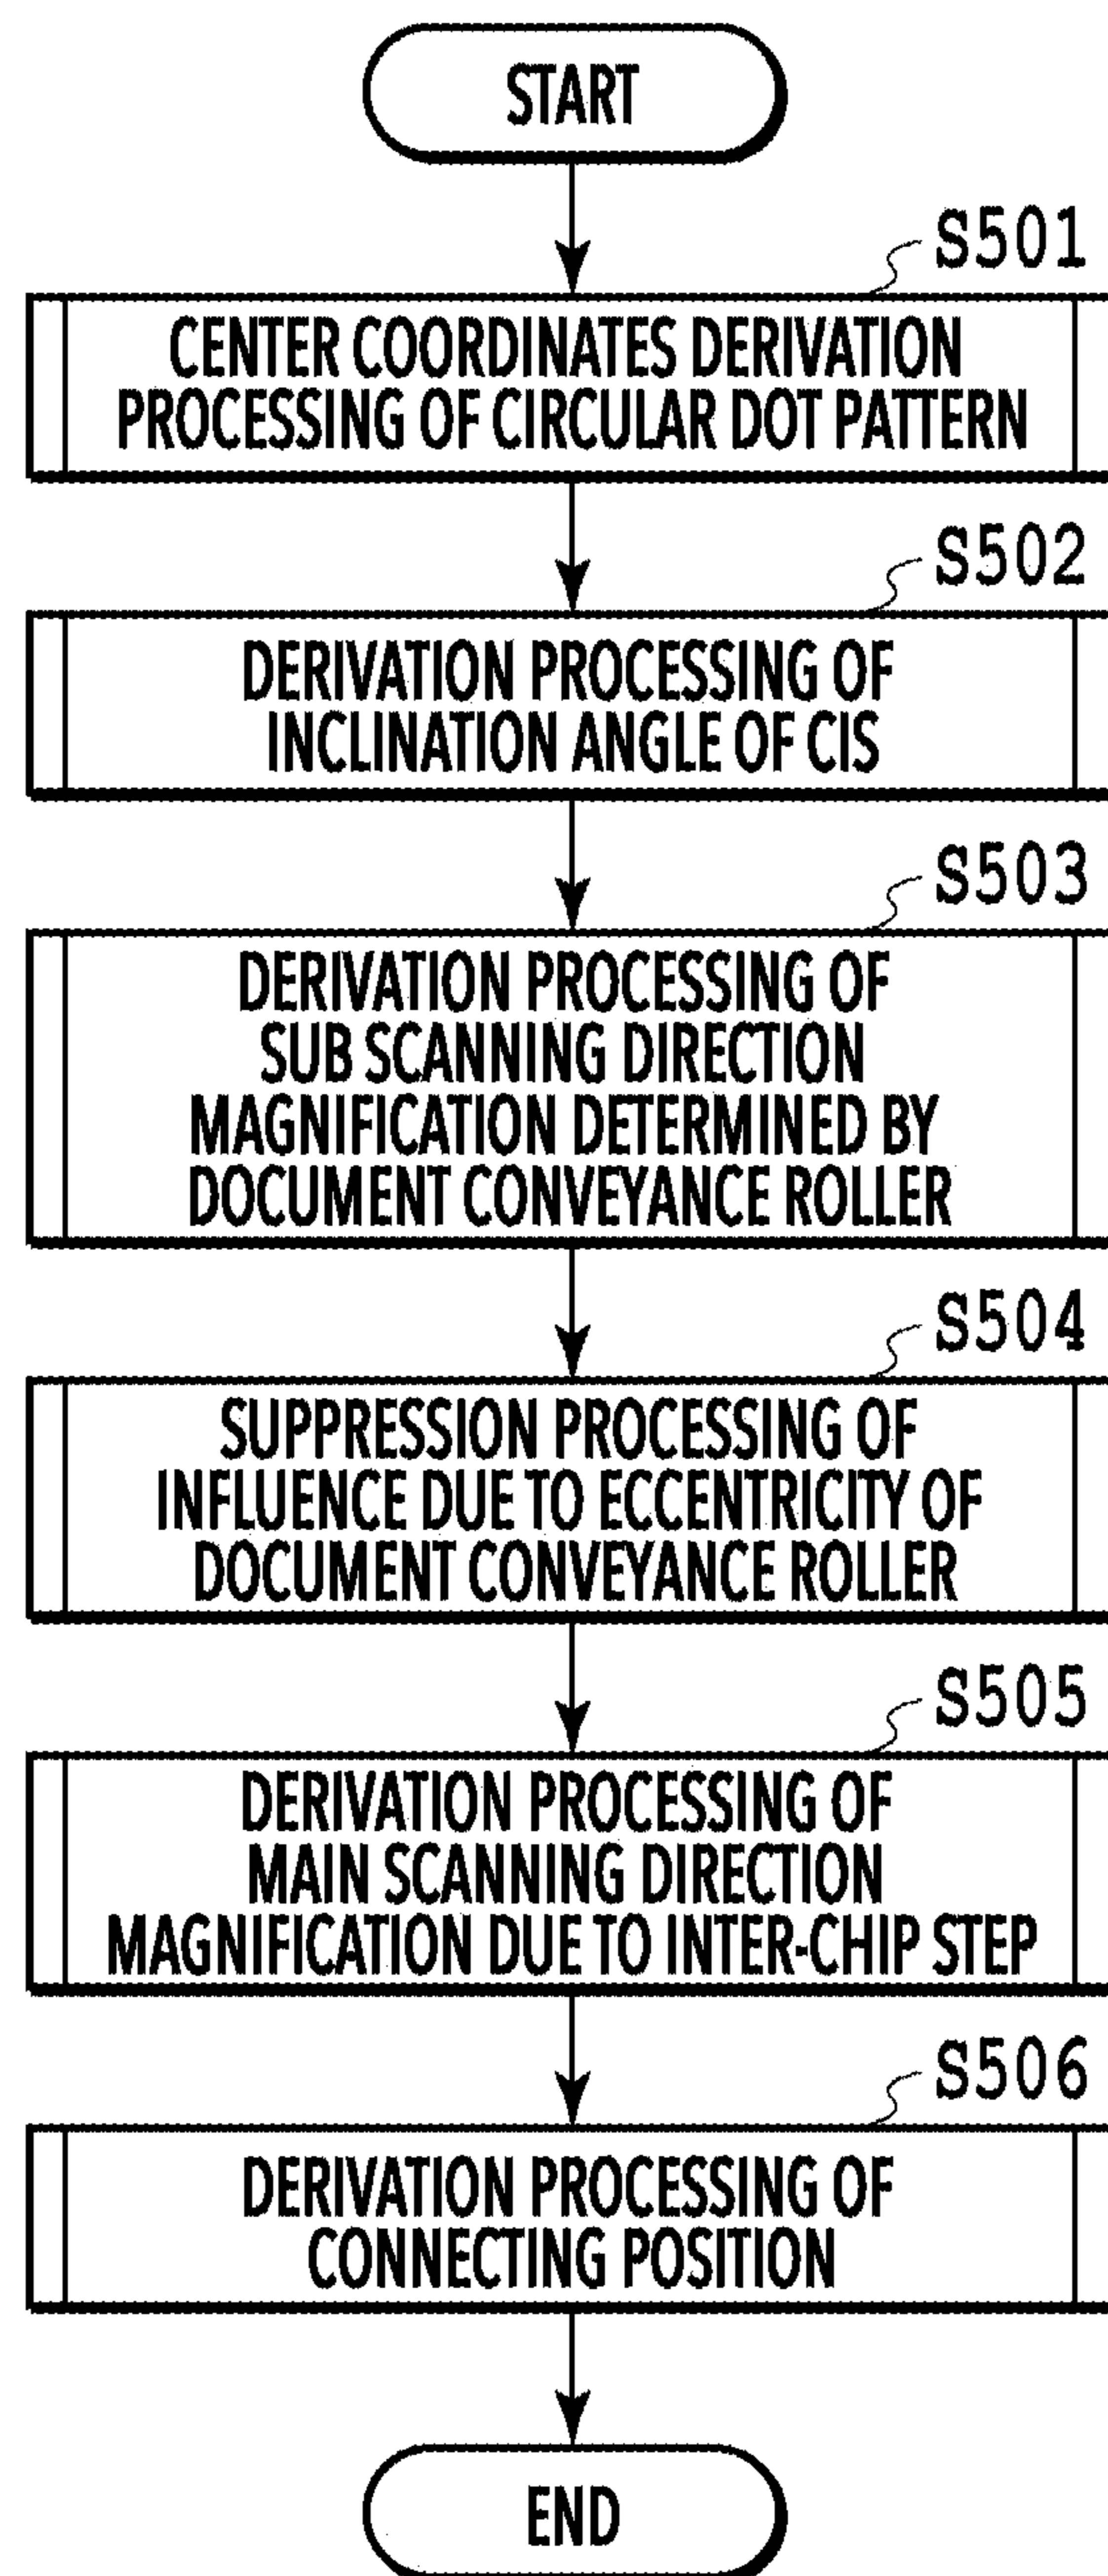 START
S501
CENTER COORDINATES DERIVATION
PROCESSING OF CIRCULAR DOT PATTERN
S502
DERIVATION PROCESSING OF
INCLINATION ANGLE OF CIS
S503
DERIVATION PROCESSING OF
SUB SCANNING DIRECTION
MAGNIFICATION DETERMINED BY
DOCUMENT CONVEYANCE ROLLER
S504
SUPPRESSION PROCESSING OF
INFLUENCE DUE TO ECCENTRICITY OF
DOCUMENT CONVEYANCE ROLLER
S505
DERIVATION PROCESSING OF
MAIN SCANNING DIRECTION
MAGNIFICATION DUE TO INTER-CHIP STEP
S506
DERIVATION PROCESSING OF
CONNECTING POSITION
END